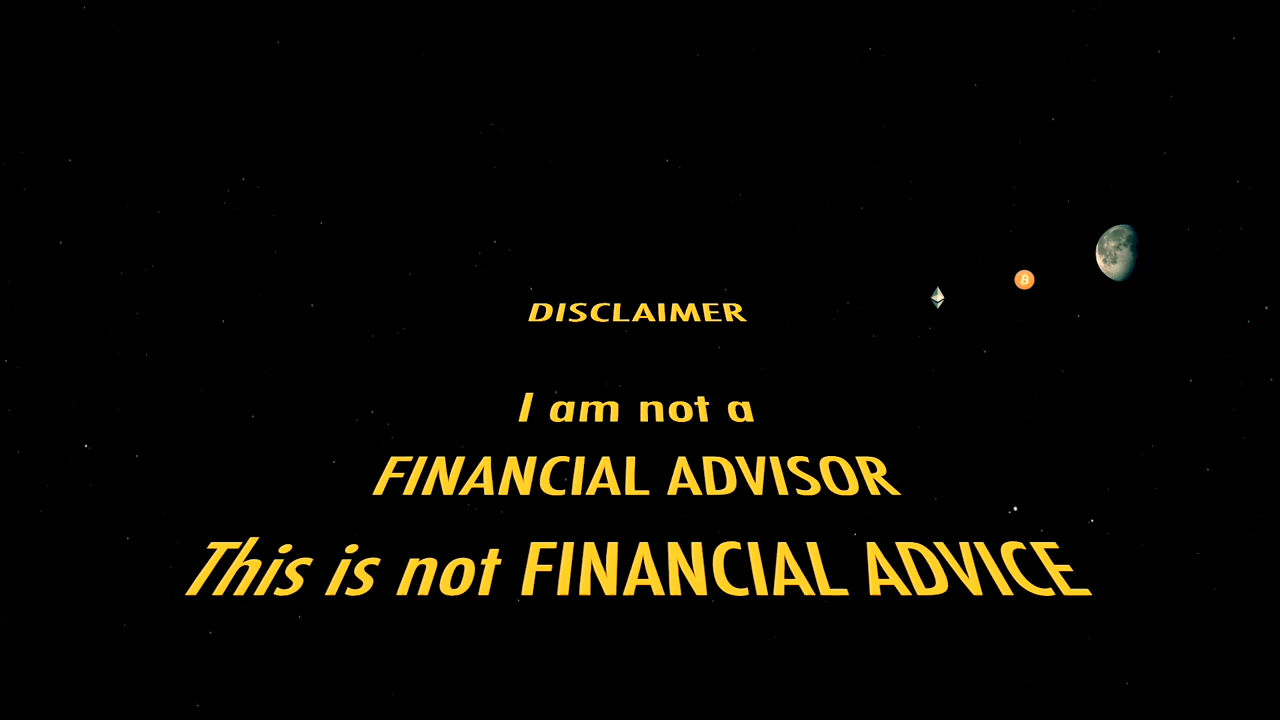 DISCLAIMER
I am not a
FINANCIAL ADVISOR
This is not FINANCIAL ADVICE